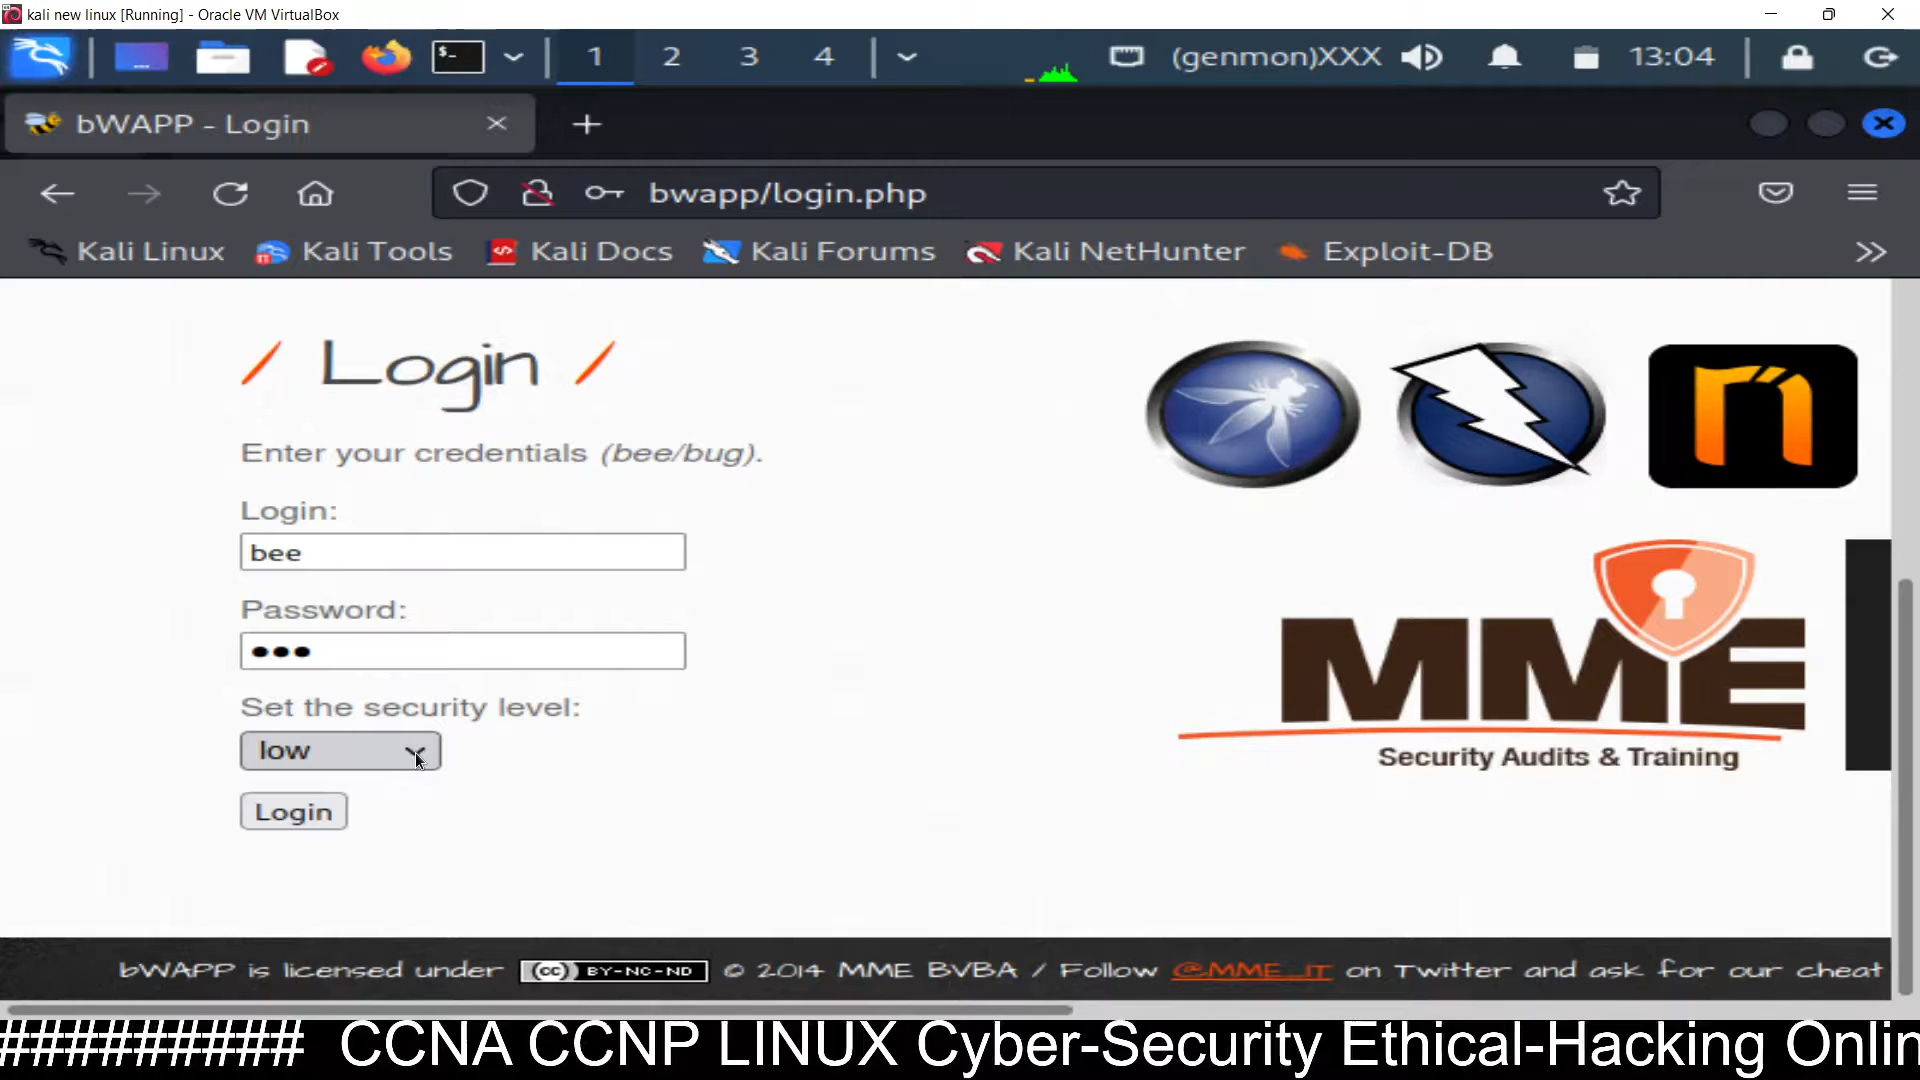 kali new linux [Running] - Oracle VM VirtualBox
$-
1 2 3 4
(genmon)XXX
13:04
bWAPP - Login
bwapp/login.php
Kali Linux
Kali Tools
Kali Docs
Kali Forums
Kali NetHunter
Exploit-DB
/ Login /
Enter your credentials (bee/bug).
Login:
bee
Password:
●●●
Set the security level:
low
Login
n
MME
Security Audits & Training
bWAPP is licensed under (cc) BY-NC-ND © 2014 MME BVBA / Follow @MME_IT on Twitter and ask for our cheat
########## CCNA CCNP LINUX Cyber-Security Ethical-Hacking Onlin